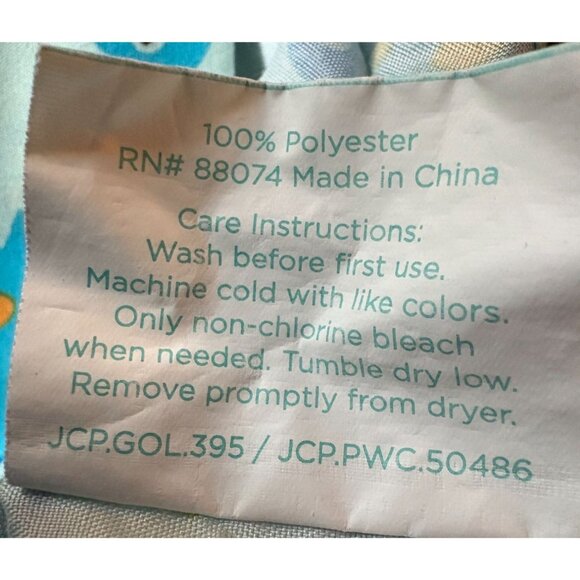 100% Polyester
RN# 88074 Made in China
Care Instructions:
Wash before first use.
Machine cold with like colors.
Only non-chlorine bleach
when needed. Tumble dry low.
Remove promptly from dryer.
JCP.GOL.395 / JCP.PWC.50486